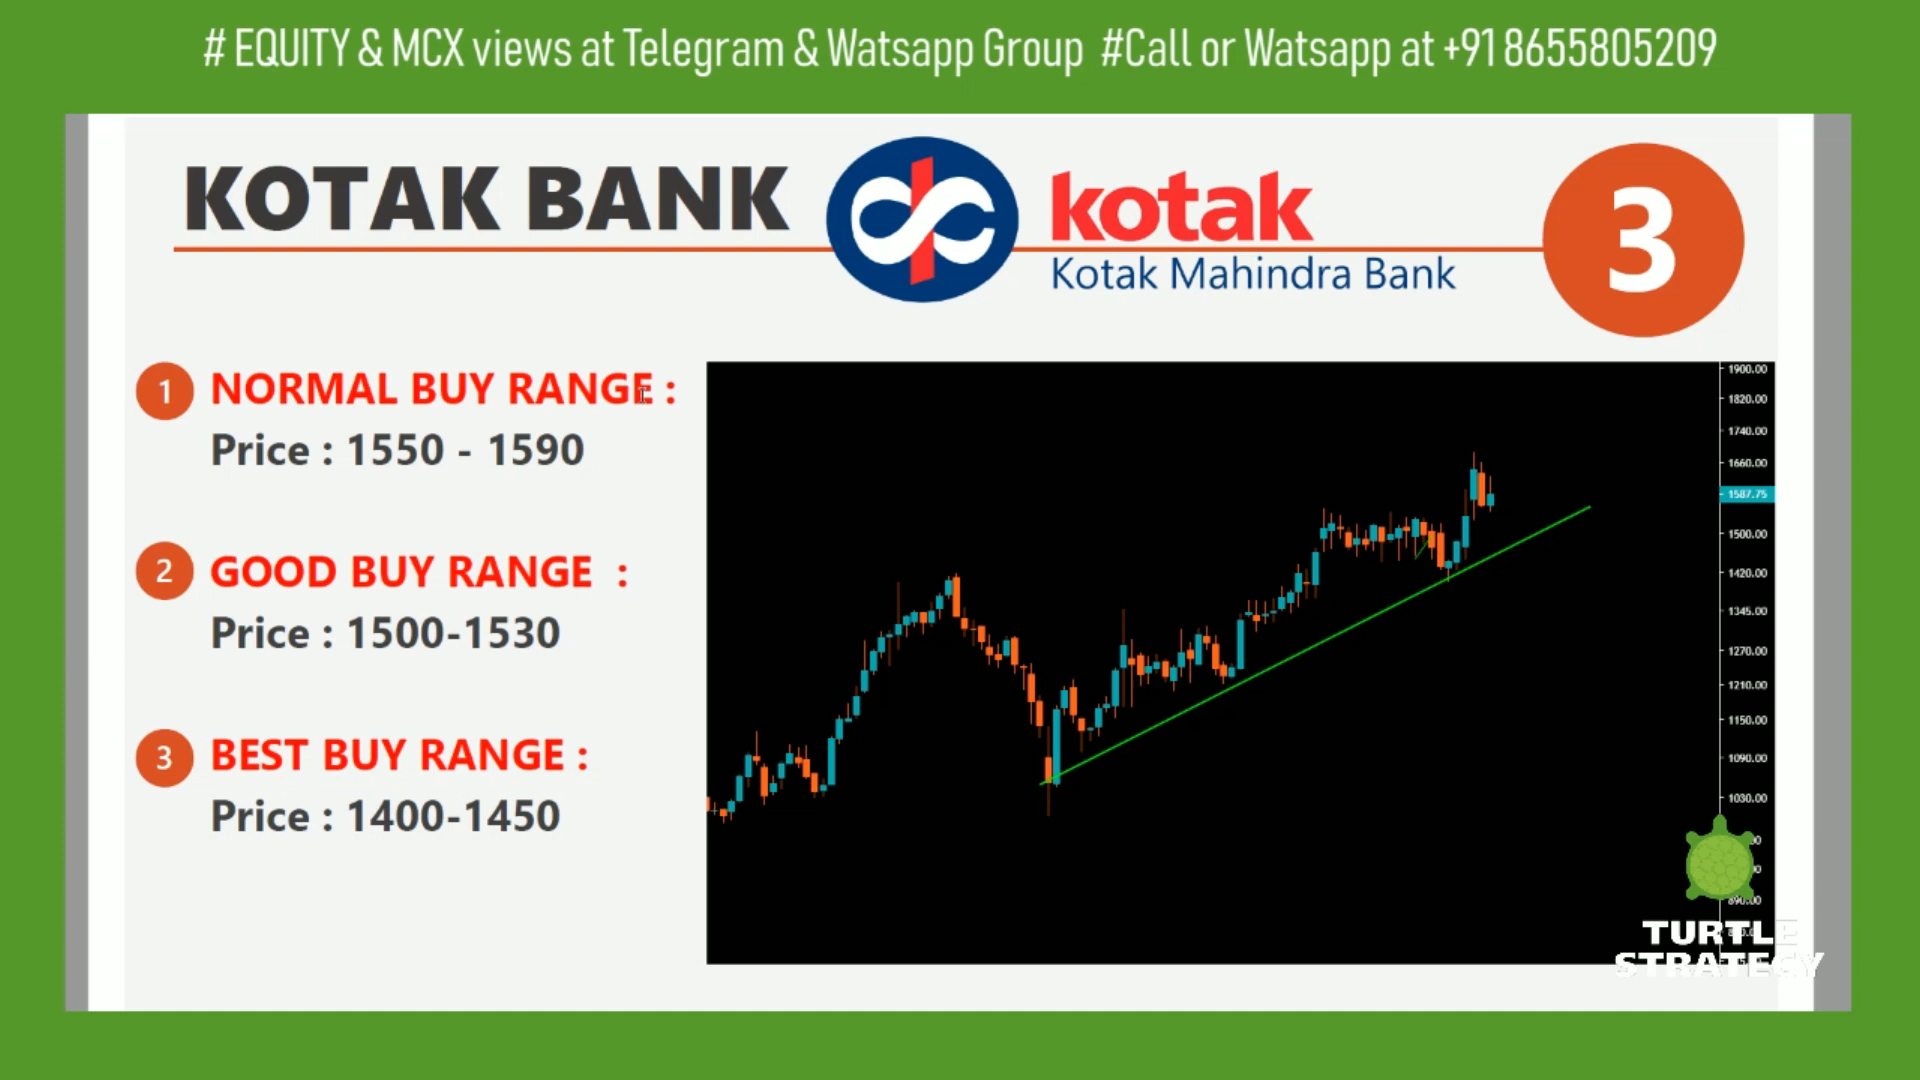 # EQUITY & MCX views at Telegram & Watsapp Group #Call or Watsapp at +91 8655805209
KOTAK BANK
kotak
Kotak Mahindra Bank
3
1 NORMAL BUY RANGE :
Price : 1550 - 1590
2 GOOD BUY RANGE :
Price : 1500-1530
3 BEST BUY RANGE :
Price : 1400-1450
1900.00
1820.00
1740.00
1660.00
1587.75
1500.00
1420.00
1345.00
1270.00
1210.00
1150.00
1090.00
1030.00
890.00
TURTLE
STRATEGY